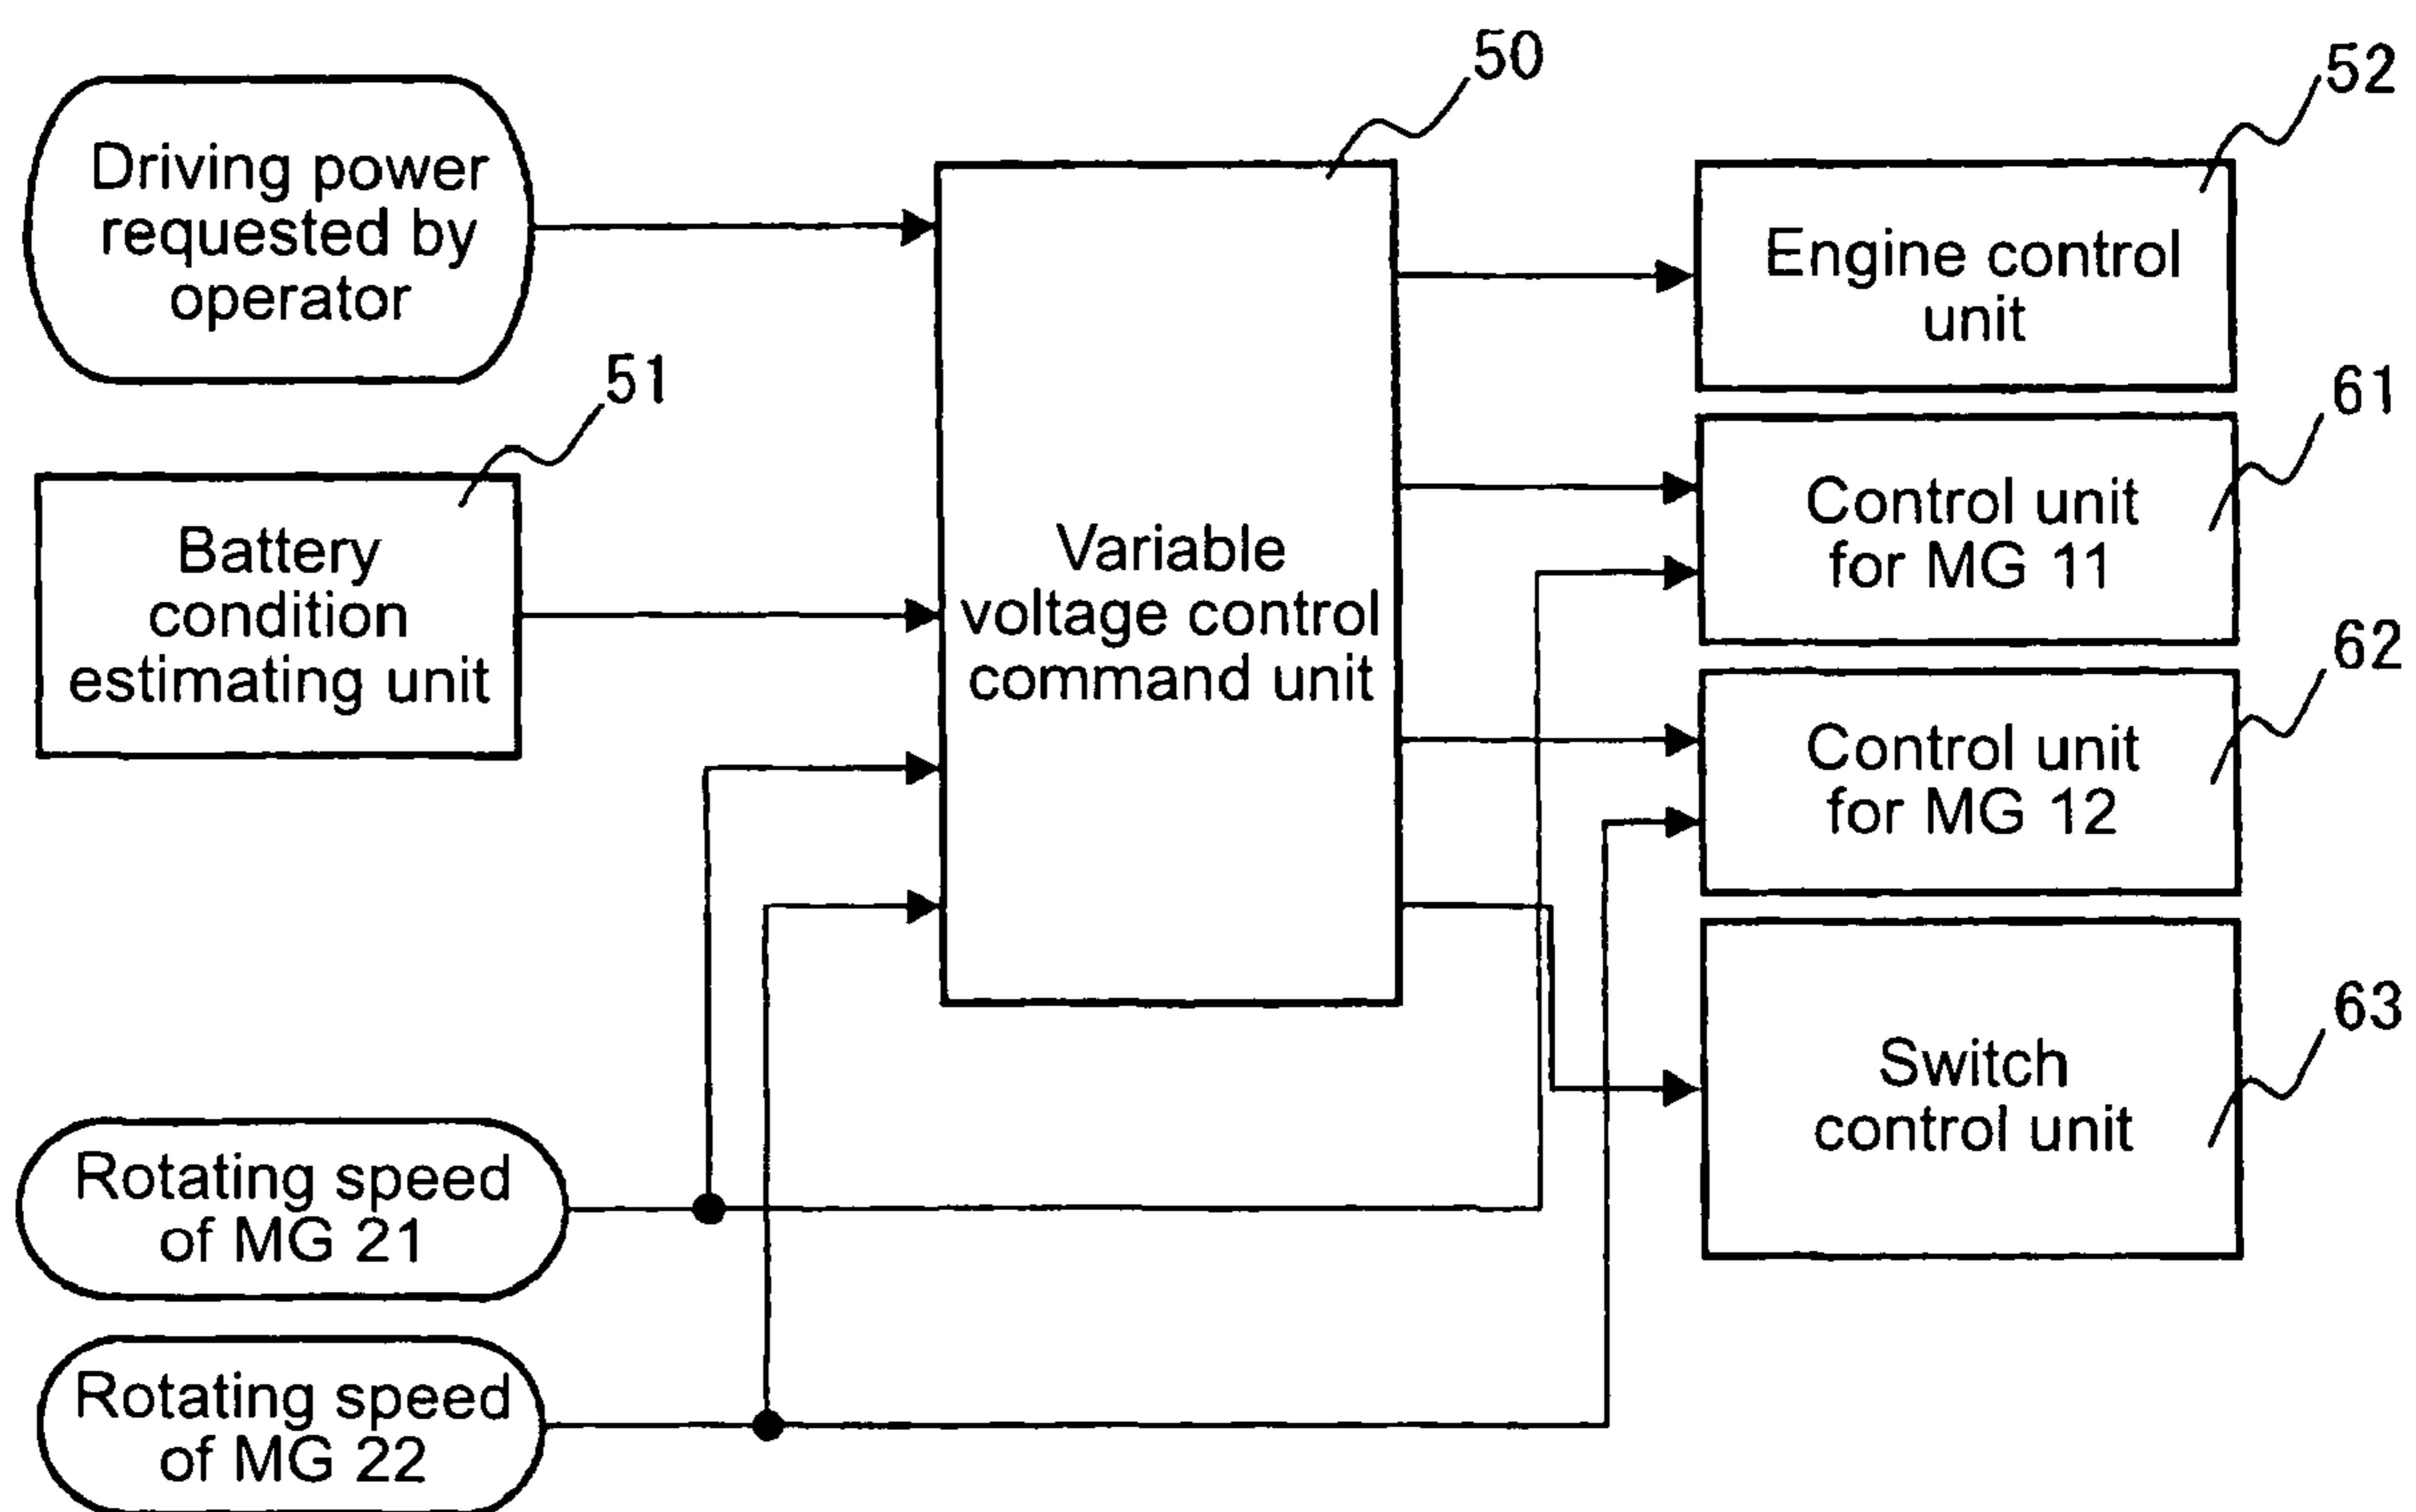 50
52
Driving power
requested by
operator
Engine control
unit
51
61
Battery
condition
estimating unit
Variable
voltage control
command unit
Control unit
for MG 11
62
Control unit
for MG 12
63
Switch
control unit
Rotating speed
of MG 21
Rotating speed
of MG 22